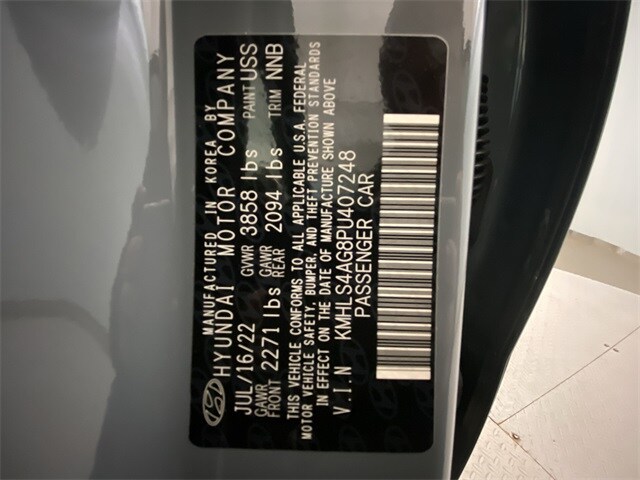 MANUFACTURED IN KOREA BY
HYUNDAI MOTOR COMPANY
JUL/16/22 GVWR 3858 lbs PAINT USS
GAWR FRONT 2271 lbs GAWR REAR 2094 lbs TRIM NNB
THIS VEHICLE CONFORMS TO ALL APPLICABLE U.S.A. FEDERAL
MOTOR VEHICLE SAFETY, BUMPER, AND THEFT PREVENTION STANDARDS
IN EFFECT ON THE DATE OF MANUFACTURE SHOWN ABOVE
V.I.N KMHLS4AG8PU407248
PASSENGER CAR